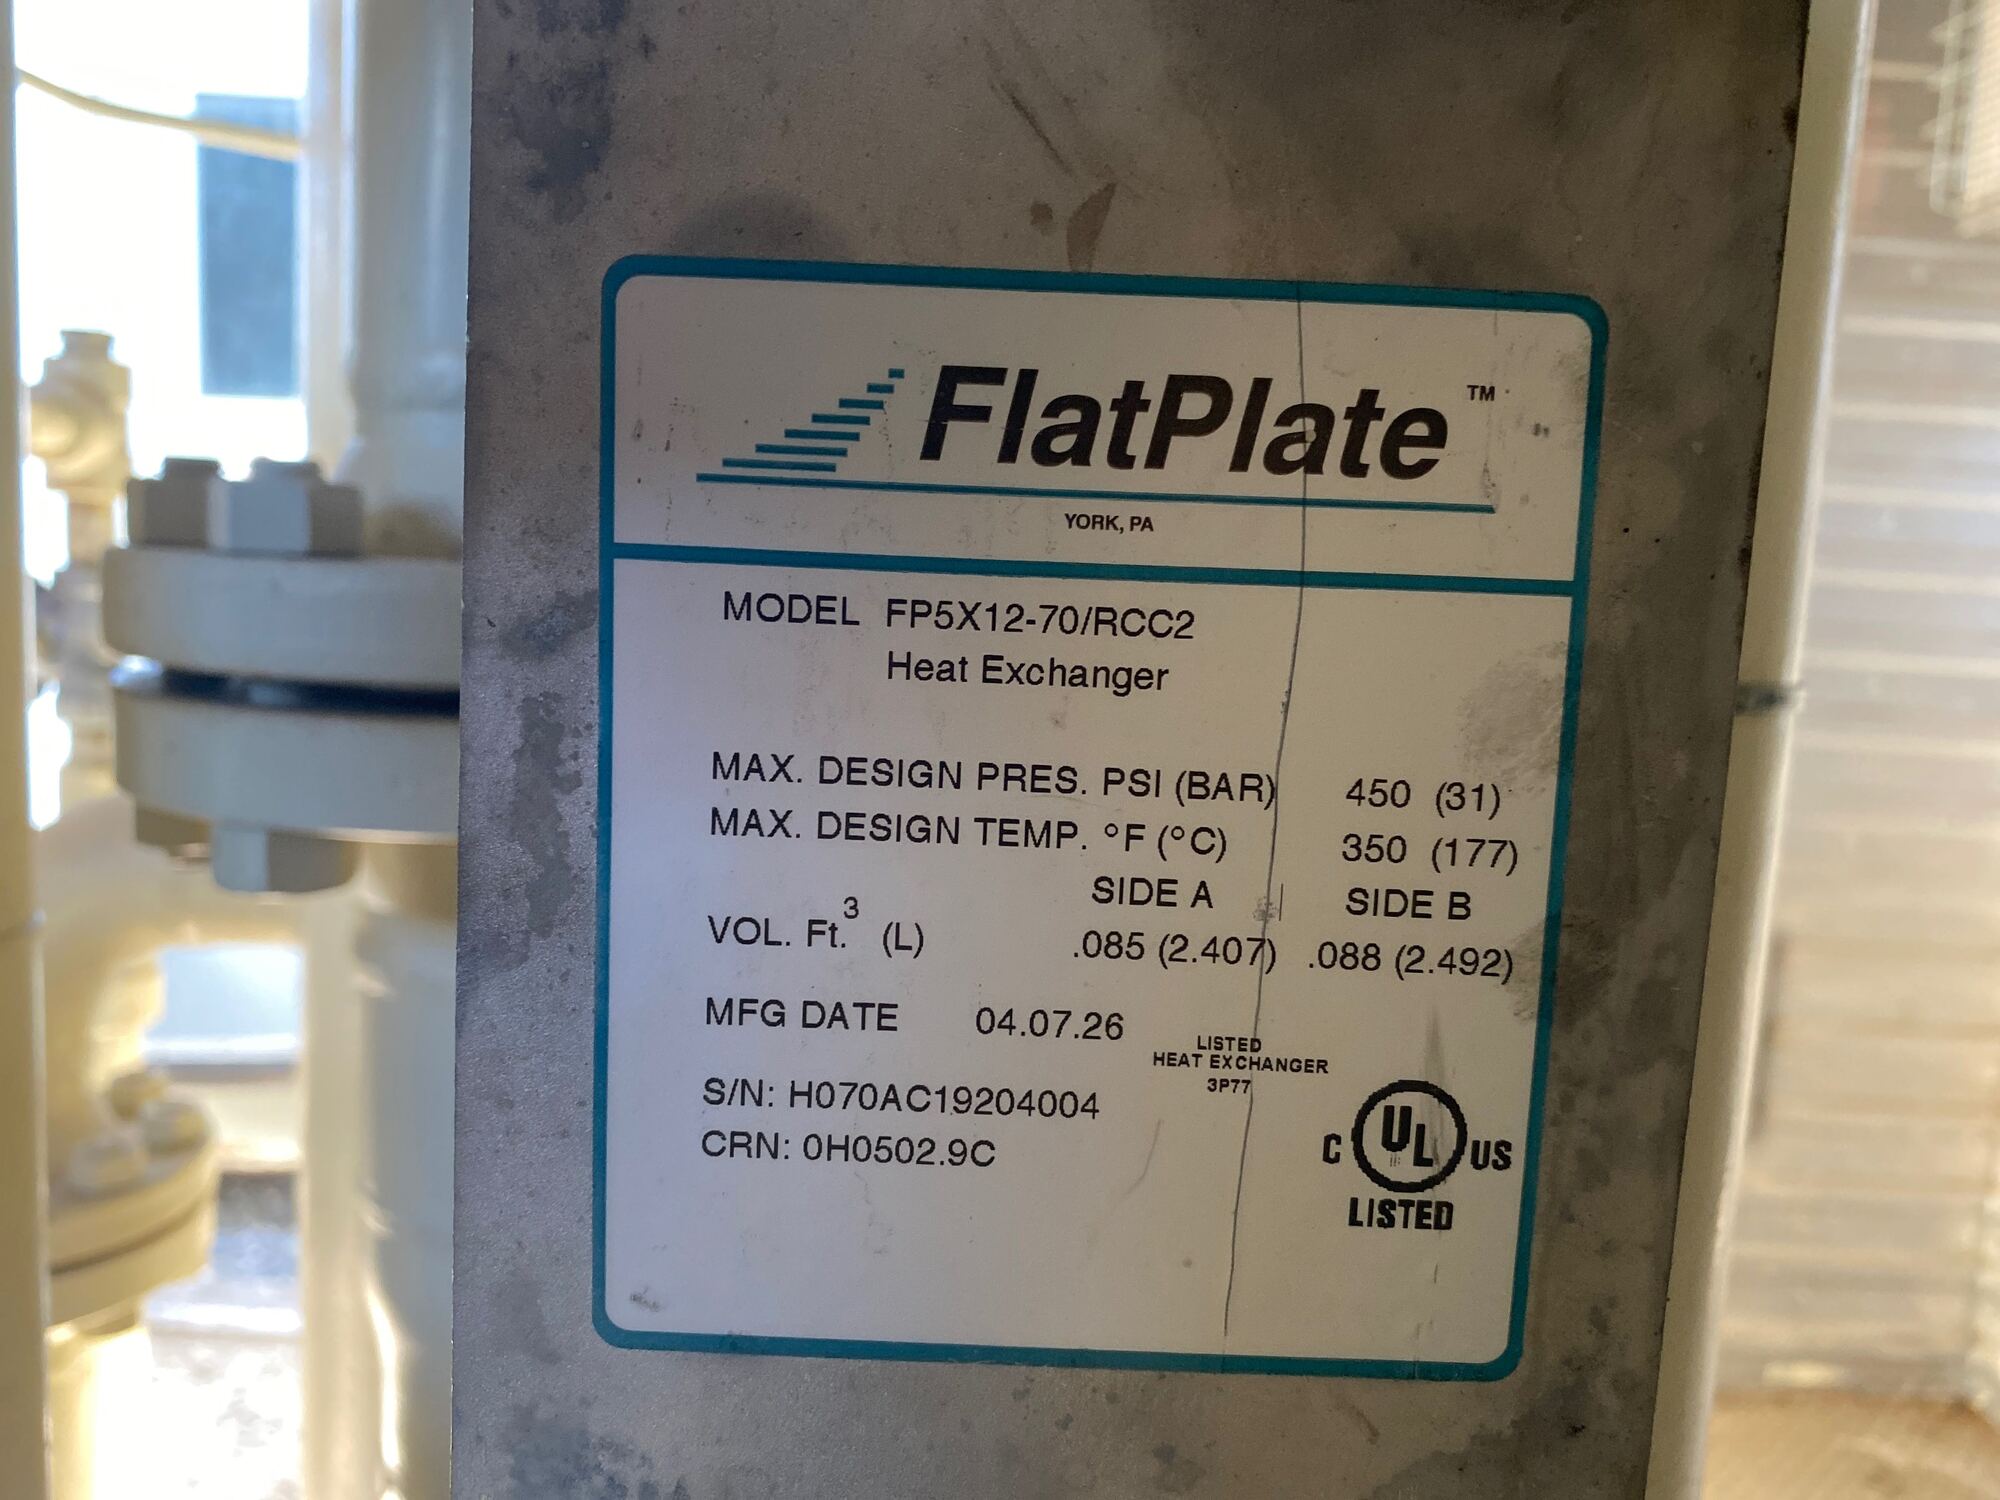 FlatPlate™
YORK, PA
MODEL FP5X12-70/RCC2
Heat Exchanger
MAX. DESIGN PRES. PSI (BAR) 450 (31)
MAX. DESIGN TEMP. °F (°C) 350 (177)
SIDE A | SIDE B
VOL. Ft.³ (L) .085 (2.407) .088 (2.492)
MFG DATE 04.07.26
LISTED
HEAT EXCHANGER
3P77
S/N: H070AC19204004
CRN: 0H0502.9C
C UL US
LISTED